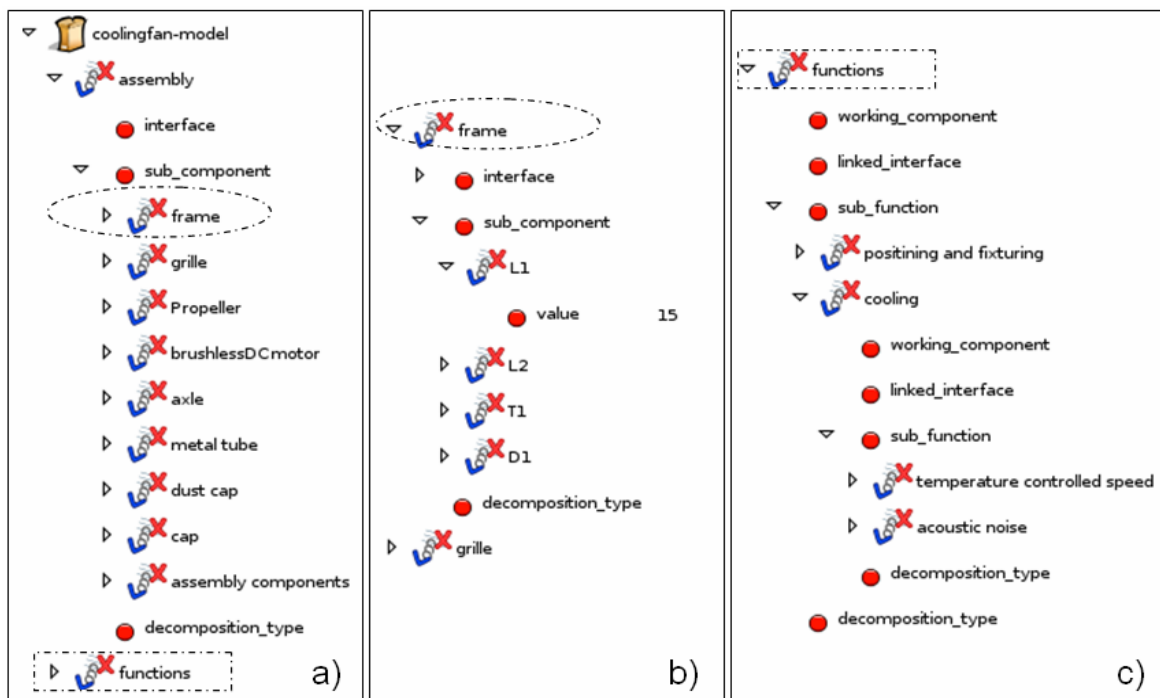 coolingfan-model
assembly
interface
sub_component
frame
grille
Propeller
brushlessDCmotor
axle
metal tube
dust cap
cap
assembly components
decomposition_type
functions
a)
frame
interface
sub_component
L1
value 15
L2
T1
D1
decomposition_type
grille
b)
functions
working_component
linked_interface
sub_function
positining and fixturing
cooling
working_component
linked_interface
sub_function
temperature controlled speed
acoustic noise
decomposition_type
decomposition_type
c)